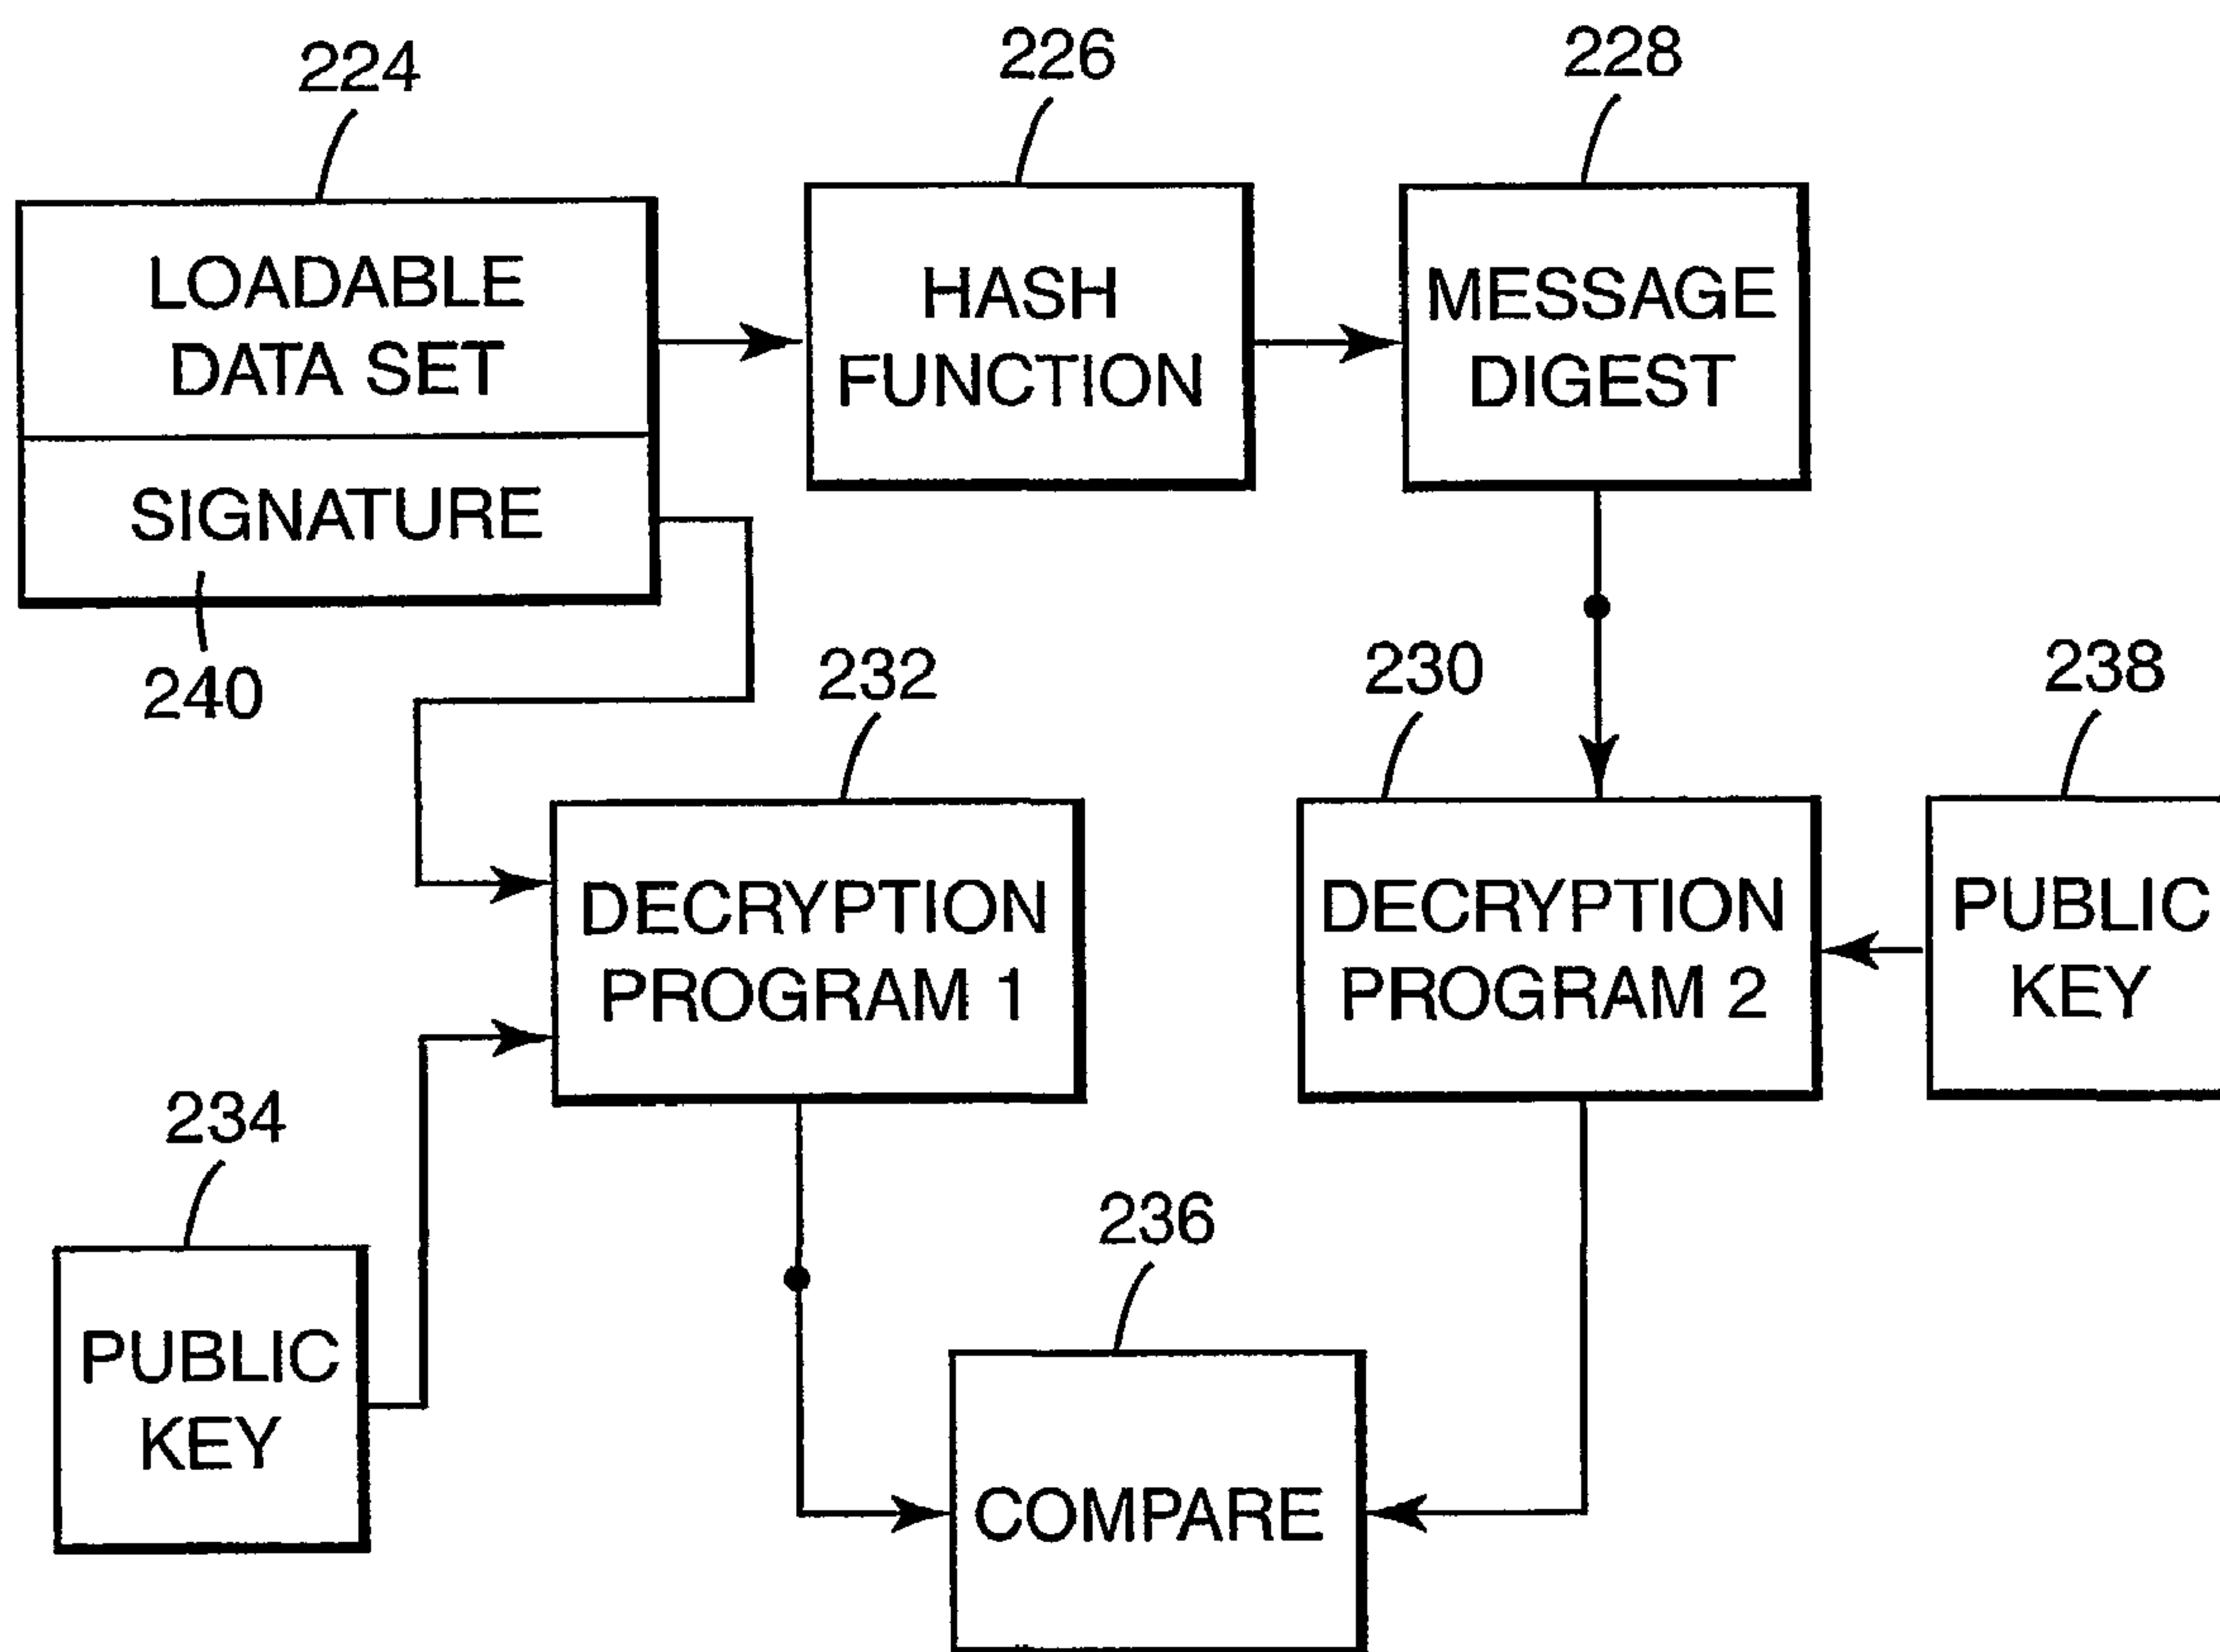 224
226
228
LOADABLE
DATA SET
SIGNATURE
HASH
FUNCTION
MESSAGE
DIGEST
240
232
230
238
DECRYPTION
PROGRAM 1
DECRYPTION
PROGRAM 2
PUBLIC
KEY
234
236
PUBLIC
KEY
COMPARE